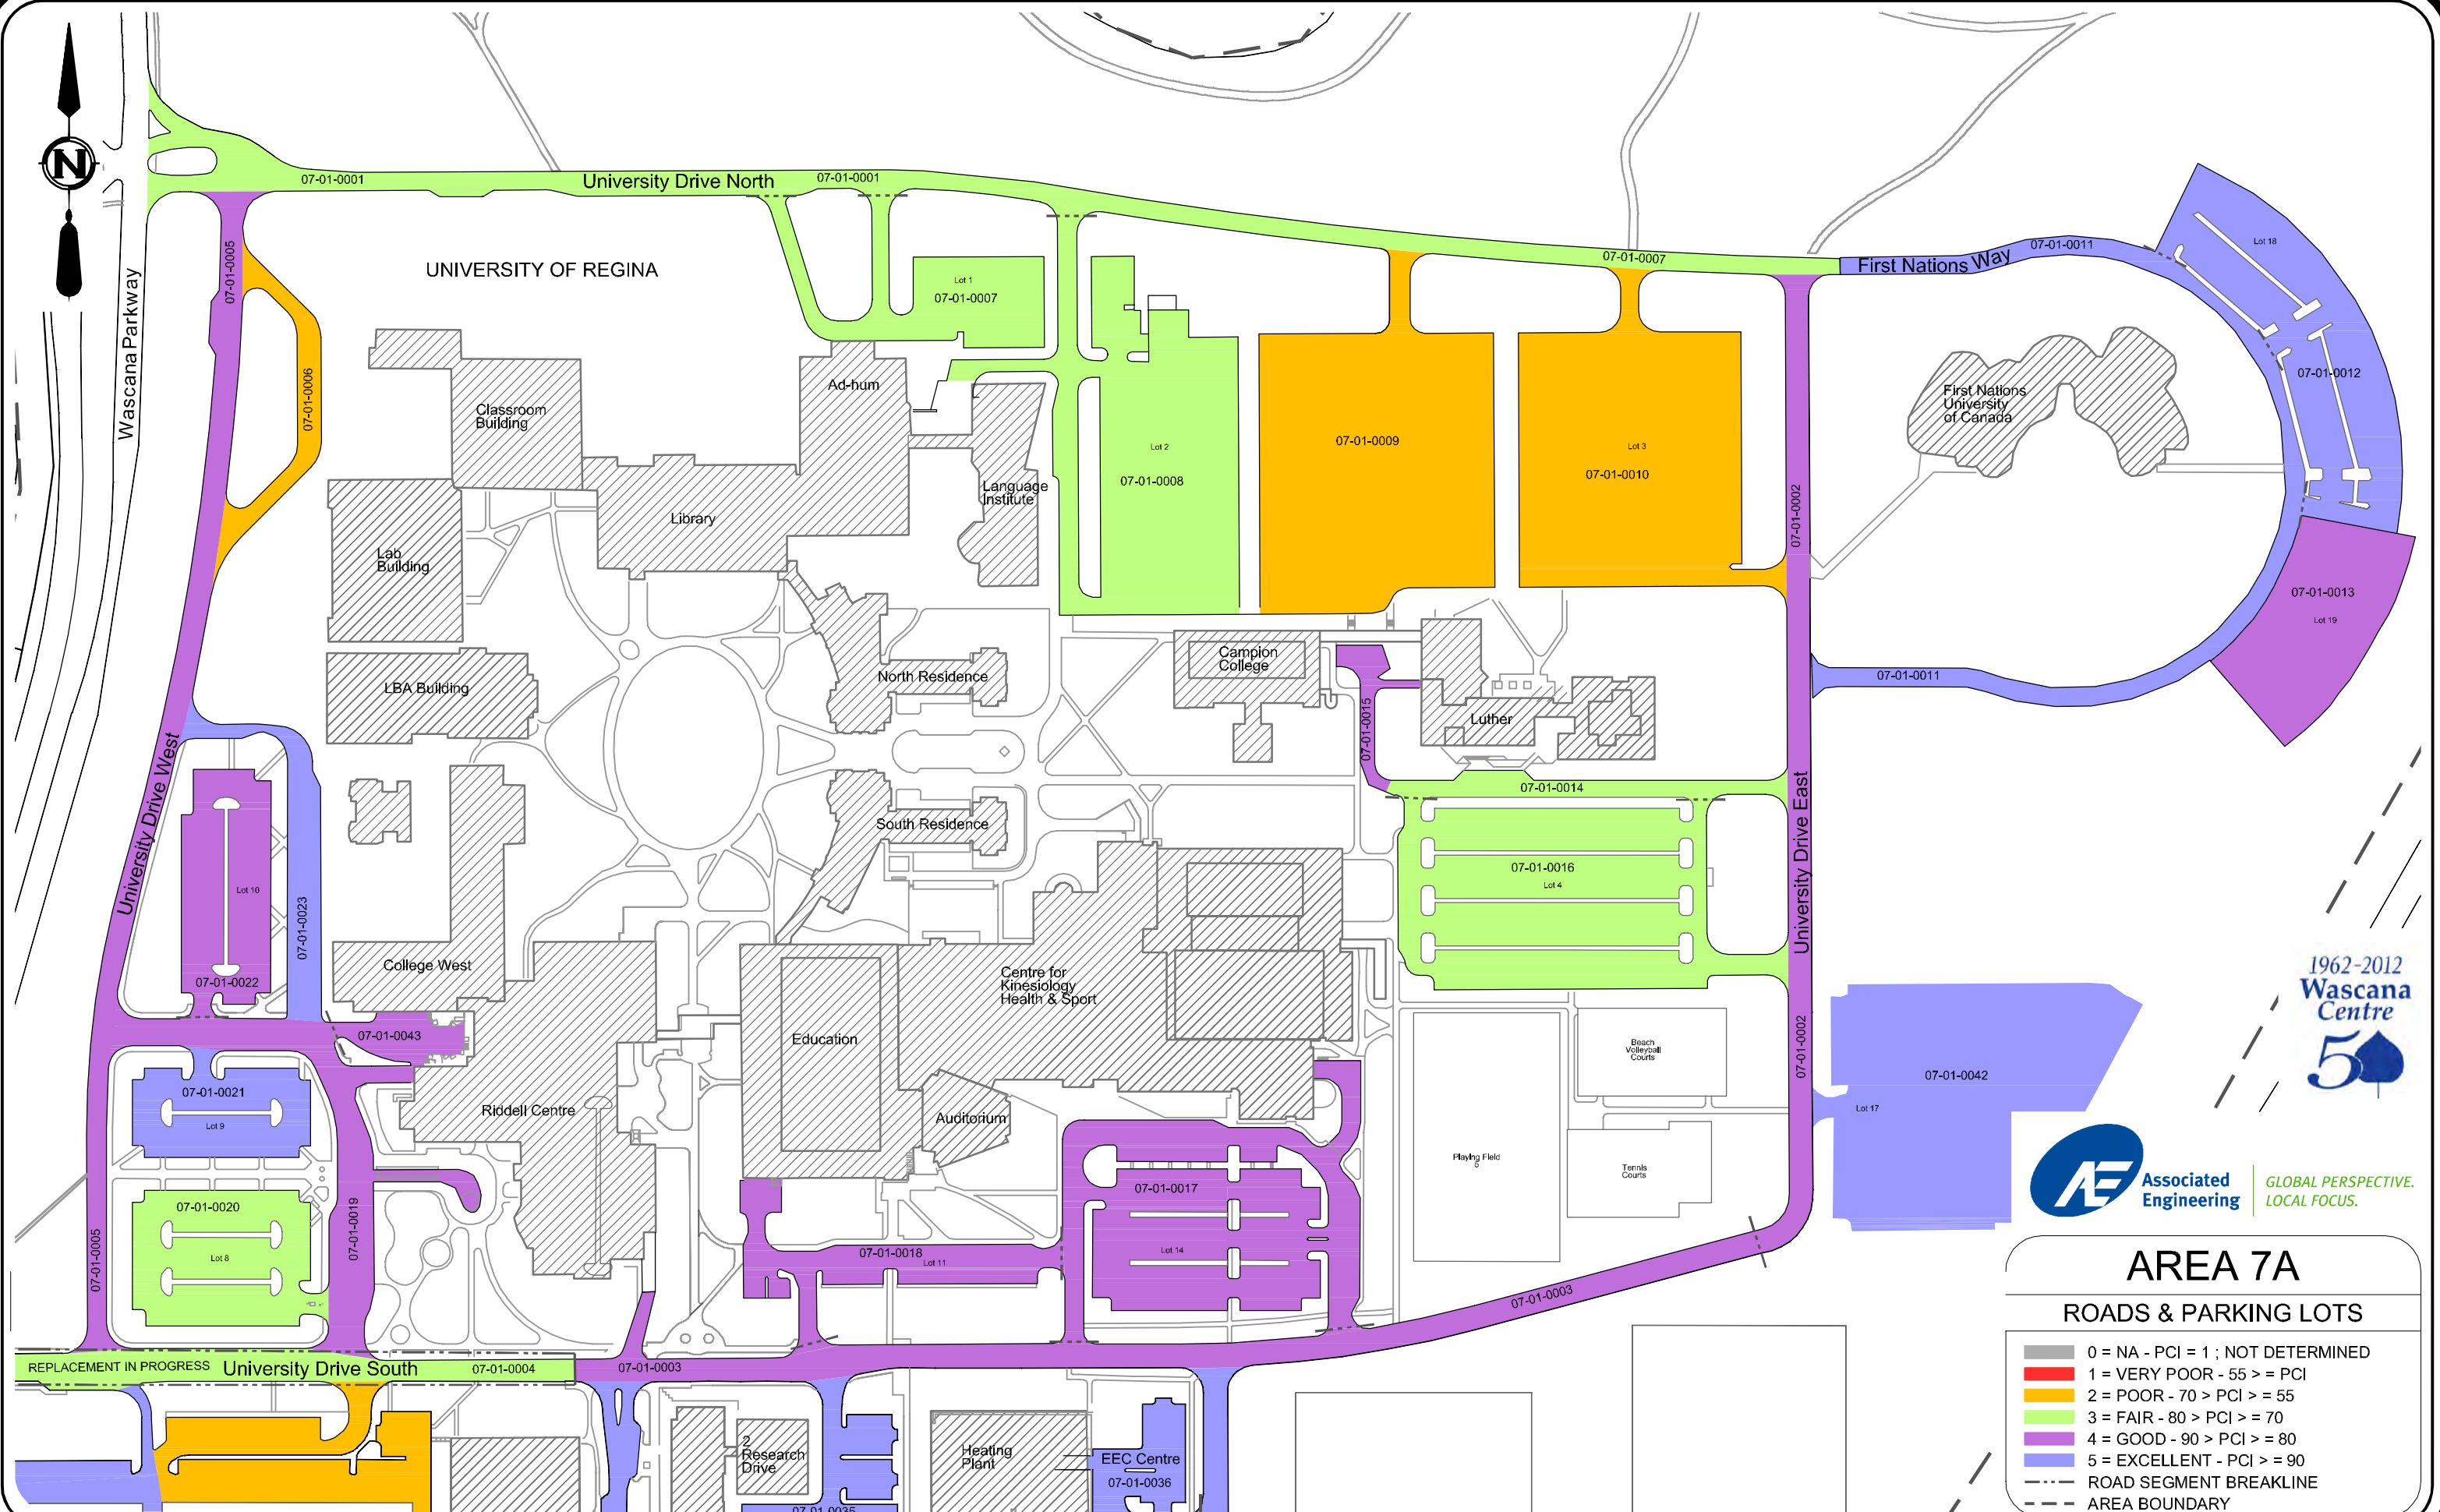 N
Wascana Parkway
07-01-0001
University Drive North
07-01-0001
07-01-0005
UNIVERSITY OF REGINA
07-01-0006
Lot 1
07-01-0007
07-01-0007
First Nations Way
07-01-0011
Lot 18
07-01-0012
Classroom
Building
Ad-hum
Library
Language
Institute
Lot 2
07-01-0008
07-01-0009
Lot 3
07-01-0010
07-01-0002
First Nations
University
of Canada
Lab
Building
07-01-0013
Lot 19
LBA Building
North Residence
Campion
College
07-01-0015
Luther
07-01-0011
University Drive West
Lot 10
07-01-0023
07-01-0022
South Residence
07-01-0014
07-01-0016
Lot 4
University Drive East
College West
Centre for
Kinesiology
Health & Sport
Education
07-01-0043
07-01-0002
Beach
Volleyball
Courts
07-01-0042
Lot 17
1962-2012
Wascana
Centre
50
07-01-0021
Lot 9
Riddell Centre
Auditorium
Playing Field
5
Tennis
Courts
AE
Associated
Engineering
GLOBAL PERSPECTIVE.
LOCAL FOCUS.
07-01-0020
Lot 8
07-01-0019
07-01-0005
07-01-0017
Lot 14
07-01-0018
Lot 11
07-01-0003
REPLACEMENT IN PROGRESS
University Drive South
07-01-0004
07-01-0003
2
Research
Drive
07-01-0035
Heating
Plant
EEC Centre
07-01-0036
AREA 7A
ROADS & PARKING LOTS
0 = NA - PCI = 1 ; NOT DETERMINED
1 = VERY POOR - 55 > = PCI
2 = POOR - 70 > PCI > = 55
3 = FAIR - 80 > PCI > = 70
4 = GOOD - 90 > PCI > = 80
5 = EXCELLENT - PCI > = 90
ROAD SEGMENT BREAKLINE
AREA BOUNDARY